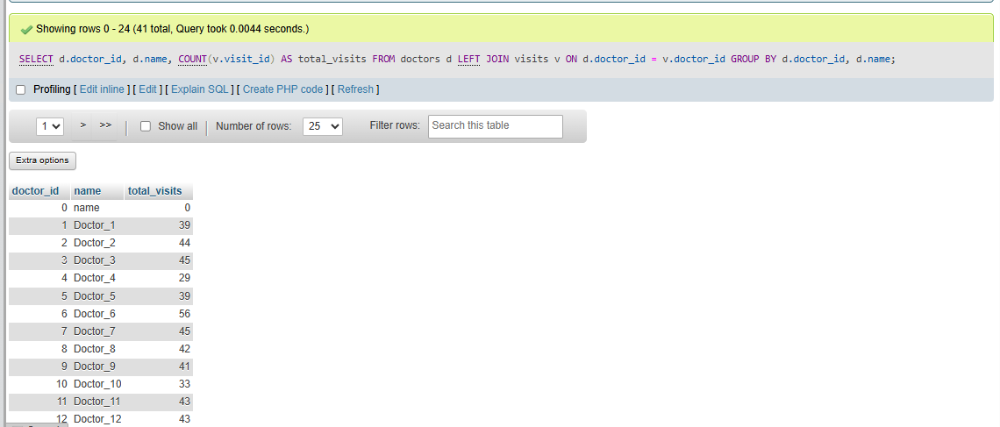 Showing rows 0 - 24 (41 total, Query took 0.0044 seconds.)
SELECT d.doctor_id, d.name, COUNT(v.visit_id) AS total_visits FROM doctors d LEFT JOIN visits v ON d.doctor_id = v.doctor_id GROUP BY d.doctor_id, d.name;
Profiling [ Edit inline ] [ Edit ] [ Explain SQL ] [ Create PHP code ] [ Refresh ]
1 > >> Show all Number of rows: 25 Filter rows: Search this table
Extra options
doctor_id name total_visits
0 name 0
1 Doctor_1 39
2 Doctor_2 44
3 Doctor_3 45
4 Doctor_4 29
5 Doctor_5 39
6 Doctor_6 56
7 Doctor_7 45
8 Doctor_8 42
9 Doctor_9 41
10 Doctor_10 33
11 Doctor_11 43
12 Doctor_12 43